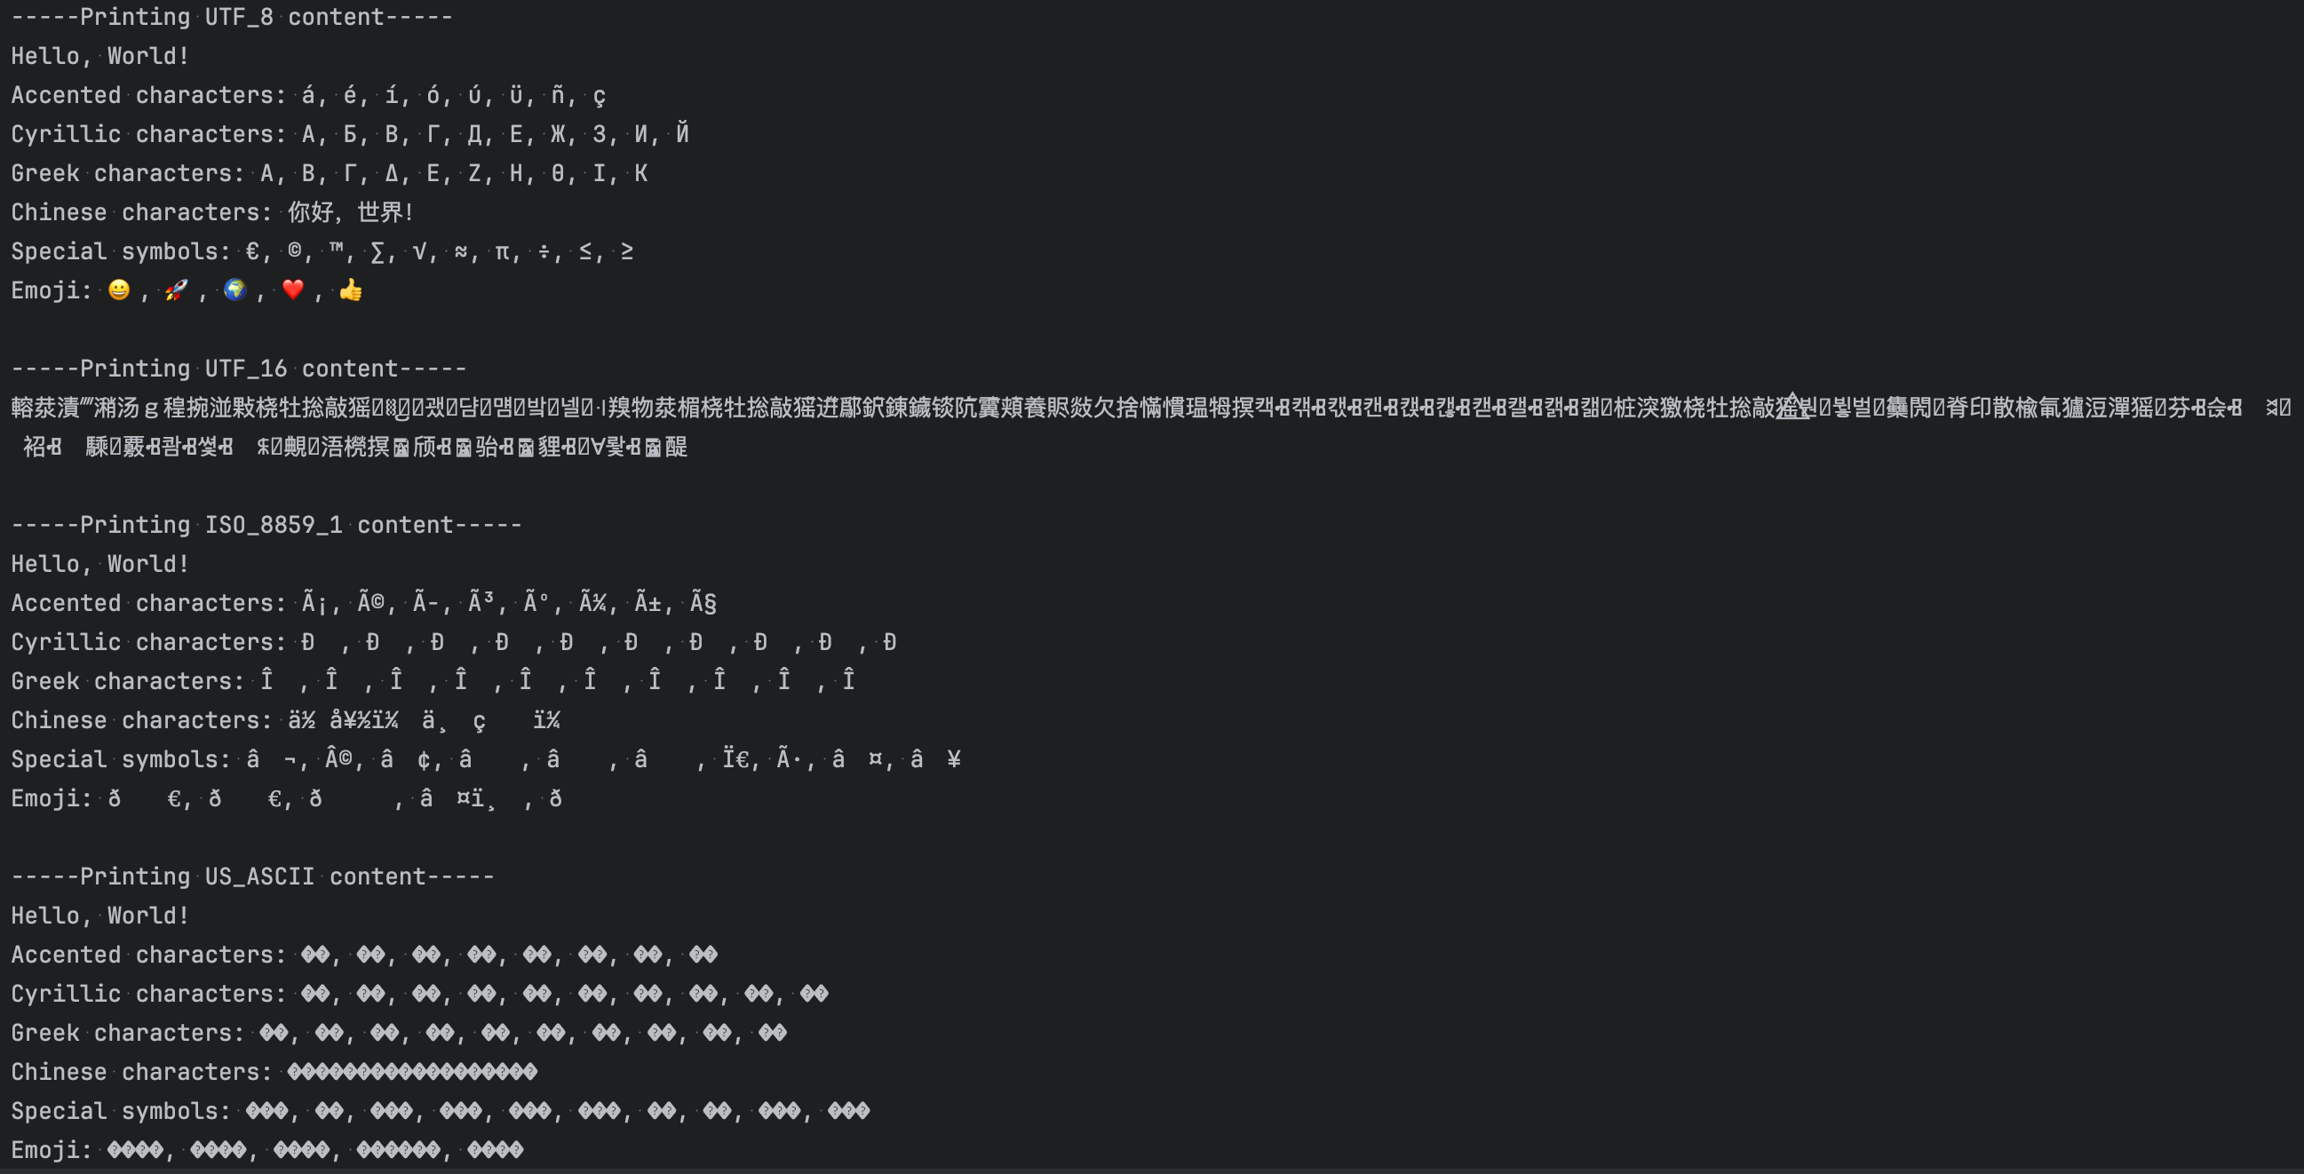 -----Printing UTF_8 content-----
Hello, World!
Accented characters: á, é, í, ó, ú, ü, ñ, ç
Cyrillic characters: А, Б, В, Г, Д, Е, Ж, З, И, Й
Greek characters: Α, Β, Γ, Δ, Ε, Ζ, Η, Θ, Ι, Κ
Chinese characters: 你好，世界！
Special symbols: €, ©, ™, ∑, √, ≈, π, ÷, ≤, ≥
Emoji: 😀, 🚀, 🌍, ❤️, 👍
-----Printing UTF_16 content-----
-----Printing ISO_8859_1 content-----
Hello, World!
Accented characters: Ã¡, Ã©, Ã-, Ã³, Ãº, Ã¼, Ã±, Ã§
Cyrillic characters: Ð , Ð , Ð , Ð , Ð , Ð , Ð , Ð , Ð , Ð
Greek characters: Î , Î , Î , Î , Î , Î , Î , Î , Î , Î
Chinese characters: ä½ å¥½ï¼ ä¸ ç ï¼
Special symbols: â ¬, Â©, â ¢, â , â , â , Ï€, Ã·, â ¤, â ¥
Emoji: ð €, ð €, ð , â ¤ï¸ , ð
-----Printing US_ASCII content-----
Hello, World!
Accented characters: ��, ��, ��, ��, ��, ��, ��, ��
Cyrillic characters: ��, ��, ��, ��, ��, ��, ��, ��, ��, ��
Greek characters: ��, ��, ��, ��, ��, ��, ��, ��, ��, ��
Chinese characters: ������������������
Special symbols: ���, ��, ���, ���, ���, ���, ��, ��, ���, ���
Emoji: ����, ����, ����, ������, ����